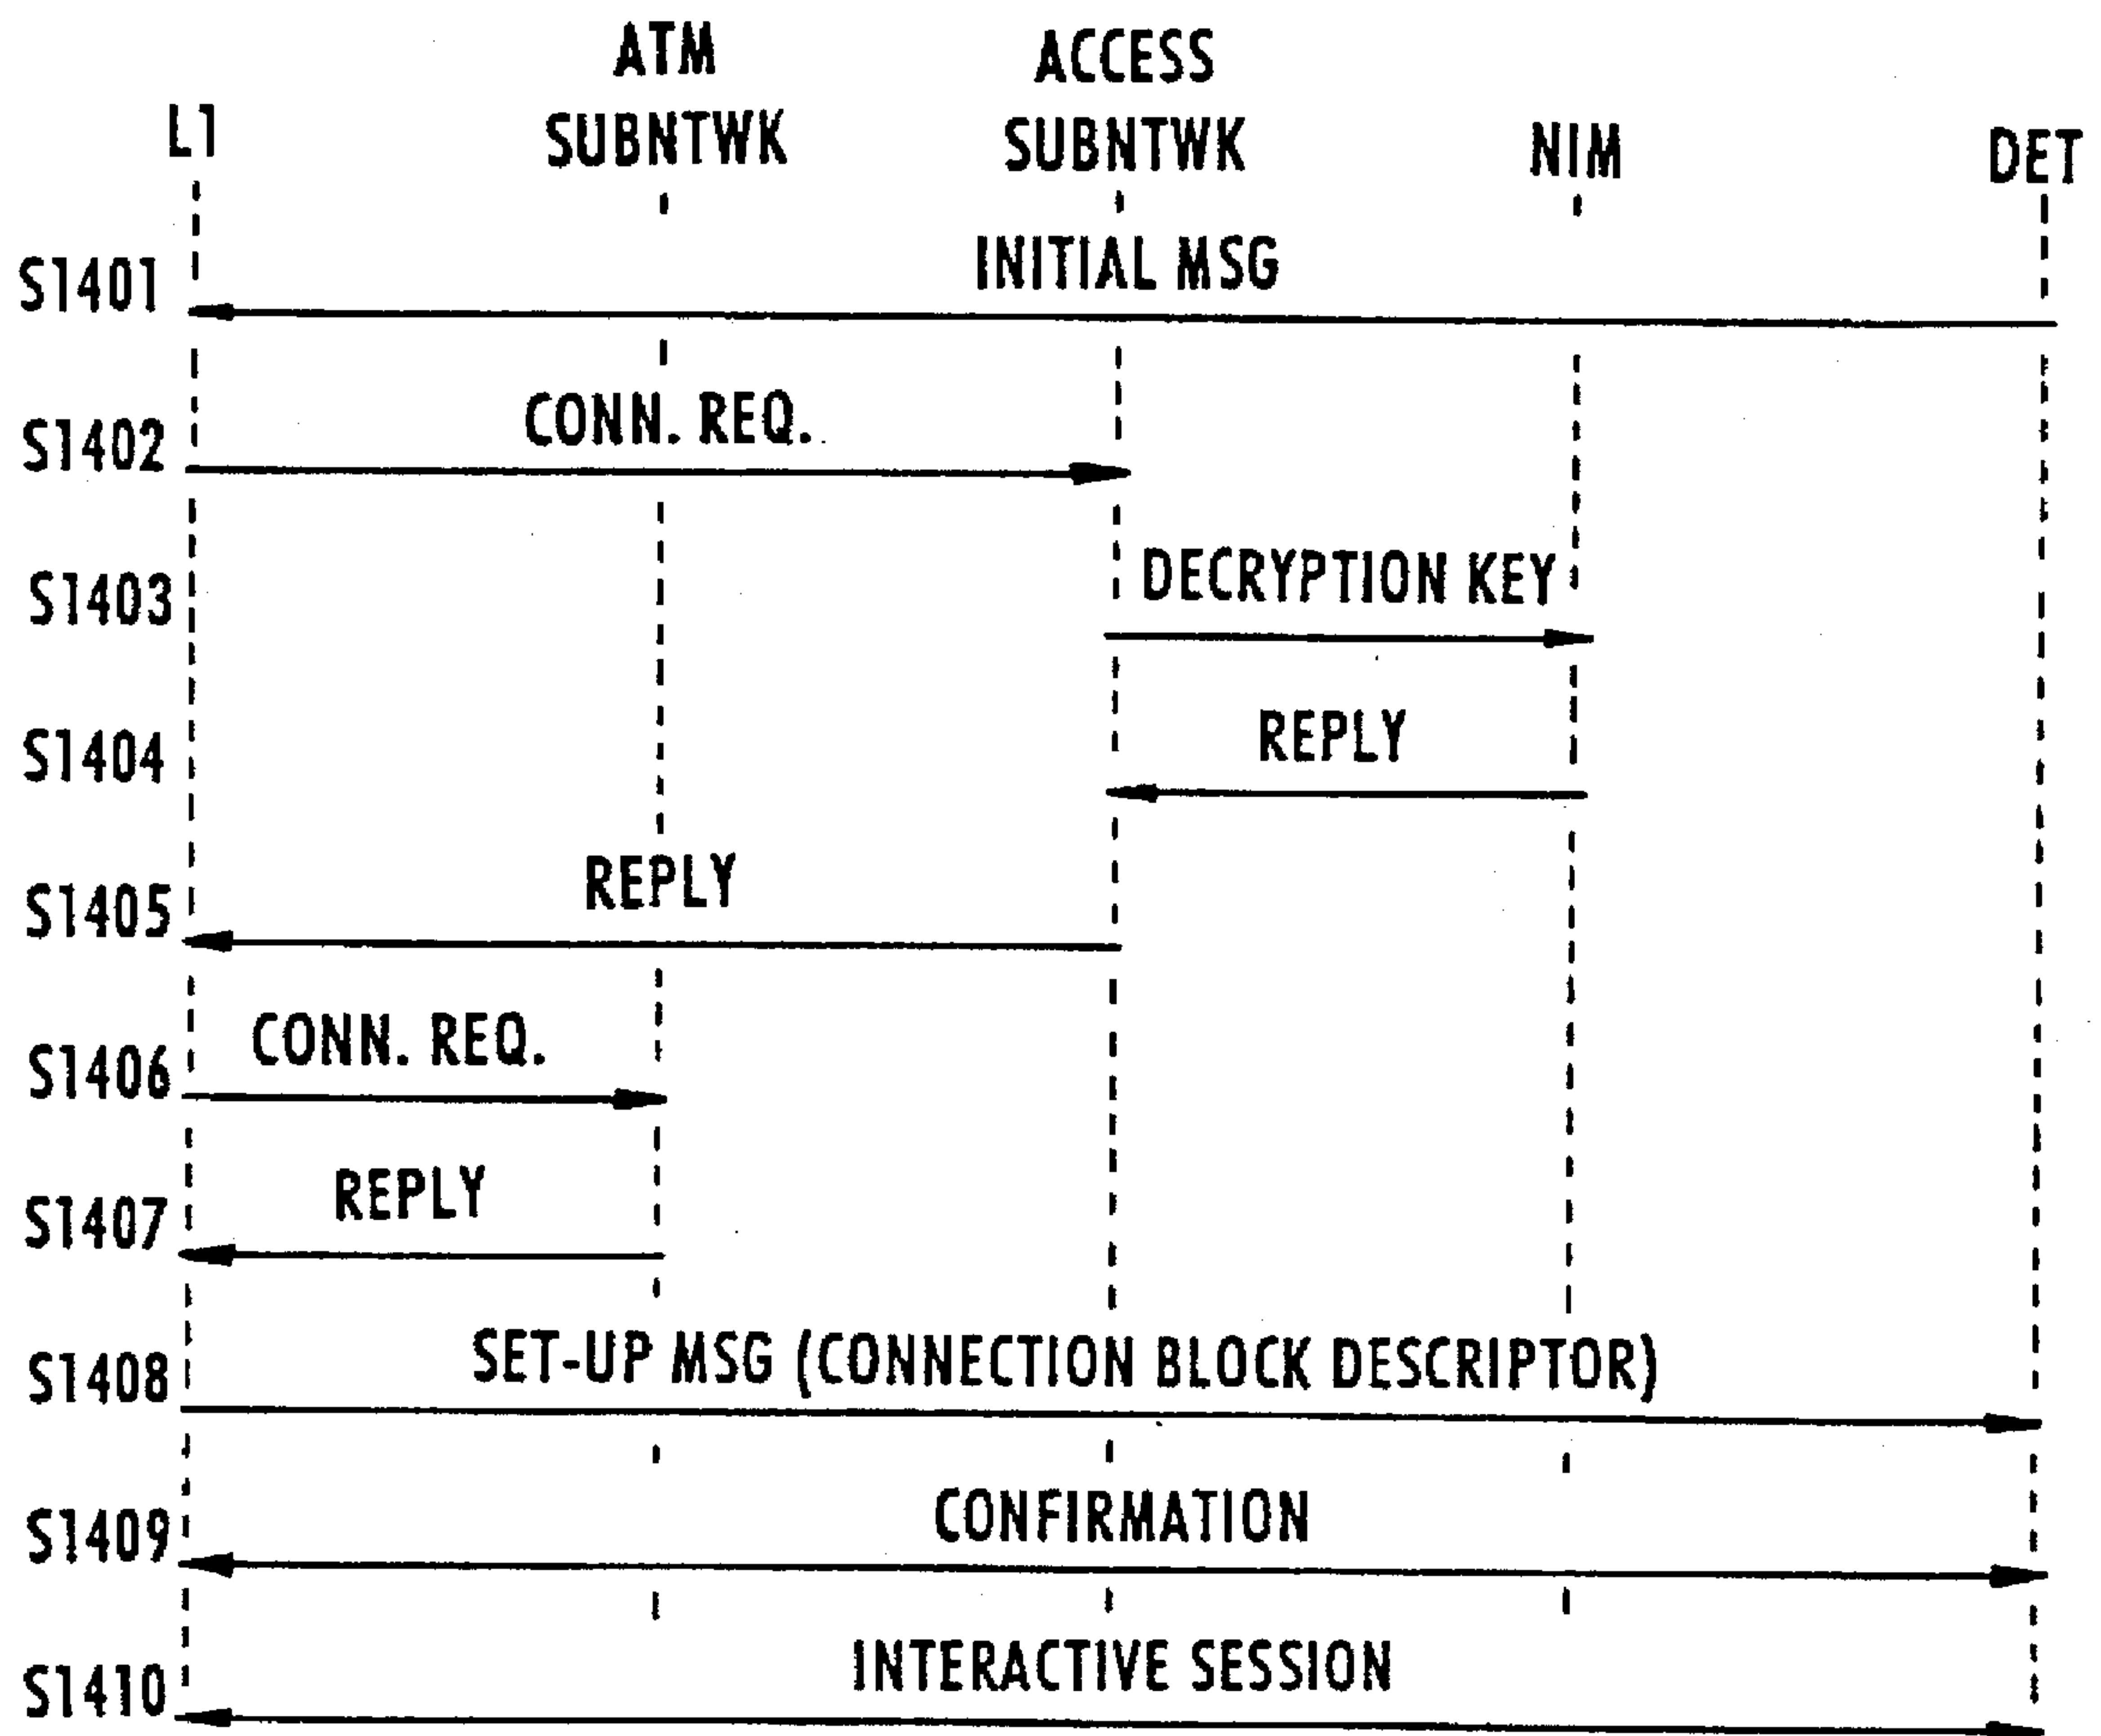 L1
ATM
SUBNTWK
ACCESS
SUBNTWK
NIM
DET
S1401
INITIAL MSG
S1402
CONN. REQ.
S1403
DECRYPTION KEY
S1404
REPLY
S1405
REPLY
S1406
CONN. REQ.
S1407
REPLY
S1408
SET-UP MSG (CONNECTION BLOCK DESCRIPTOR)
S1409
CONFIRMATION
S1410
INTERACTIVE SESSION